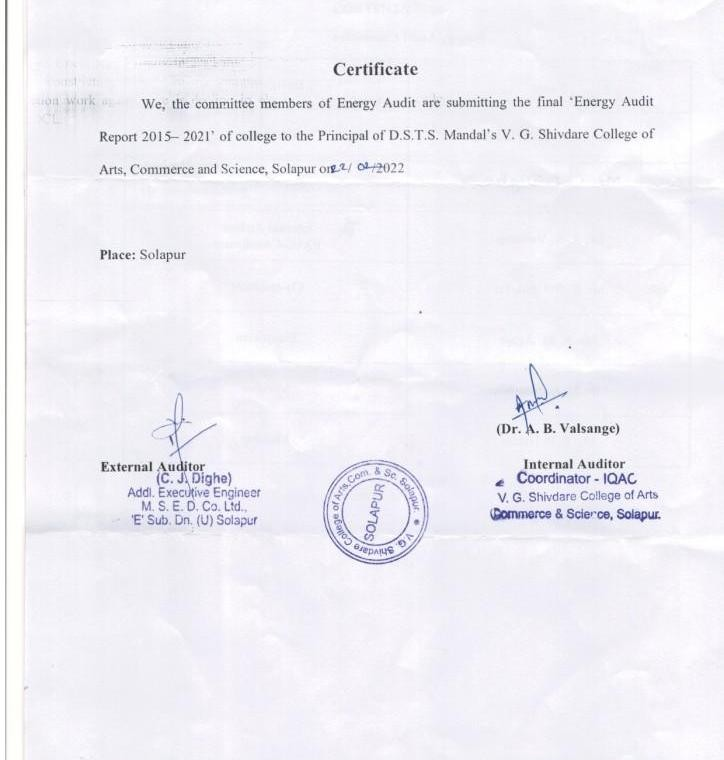 Certificate
ion work
We, the committee members of Energy Audit are submitting the final ‘Energy Audit
Report 2015– 2021’ of college to the Principal of D.S.T.S. Mandal’s V. G. Shivdare College of
Arts, Commerce and Science, Solapur on 22/ 02/2022
Place: Solapur
(Dr. A. B. Valsange)
External Auditor
(C. J. Dighe)
Addl. Executive Engineer
M. S. E. D. Co. Ltd.,
'E' Sub. Dn. (U) Solapur
V. G. Shivdare College of Arts, Com. & Sc. Solapur.
SOLAPUR
Internal Auditor
Coordinator - IQAC
V. G. Shivdare College of Arts
Commerce & Science, Solapur.